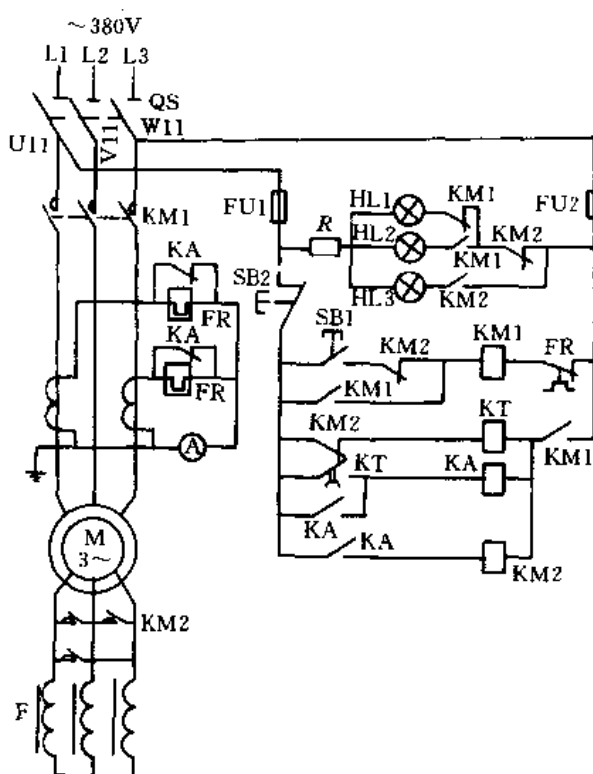 ~380V
L1 L2 L3
QS
U11 V11 W11
KM1
FU1
R
HL1 KM1
HL2 KM1 KM2
HL3 KM2
FU2
KA
FR
KA
FR
SB2
SB1
KM2 KM1 FR
KM1
KM2 KT
KT KA KM1
KA
KA KM2
A
M
3~
KM2
F